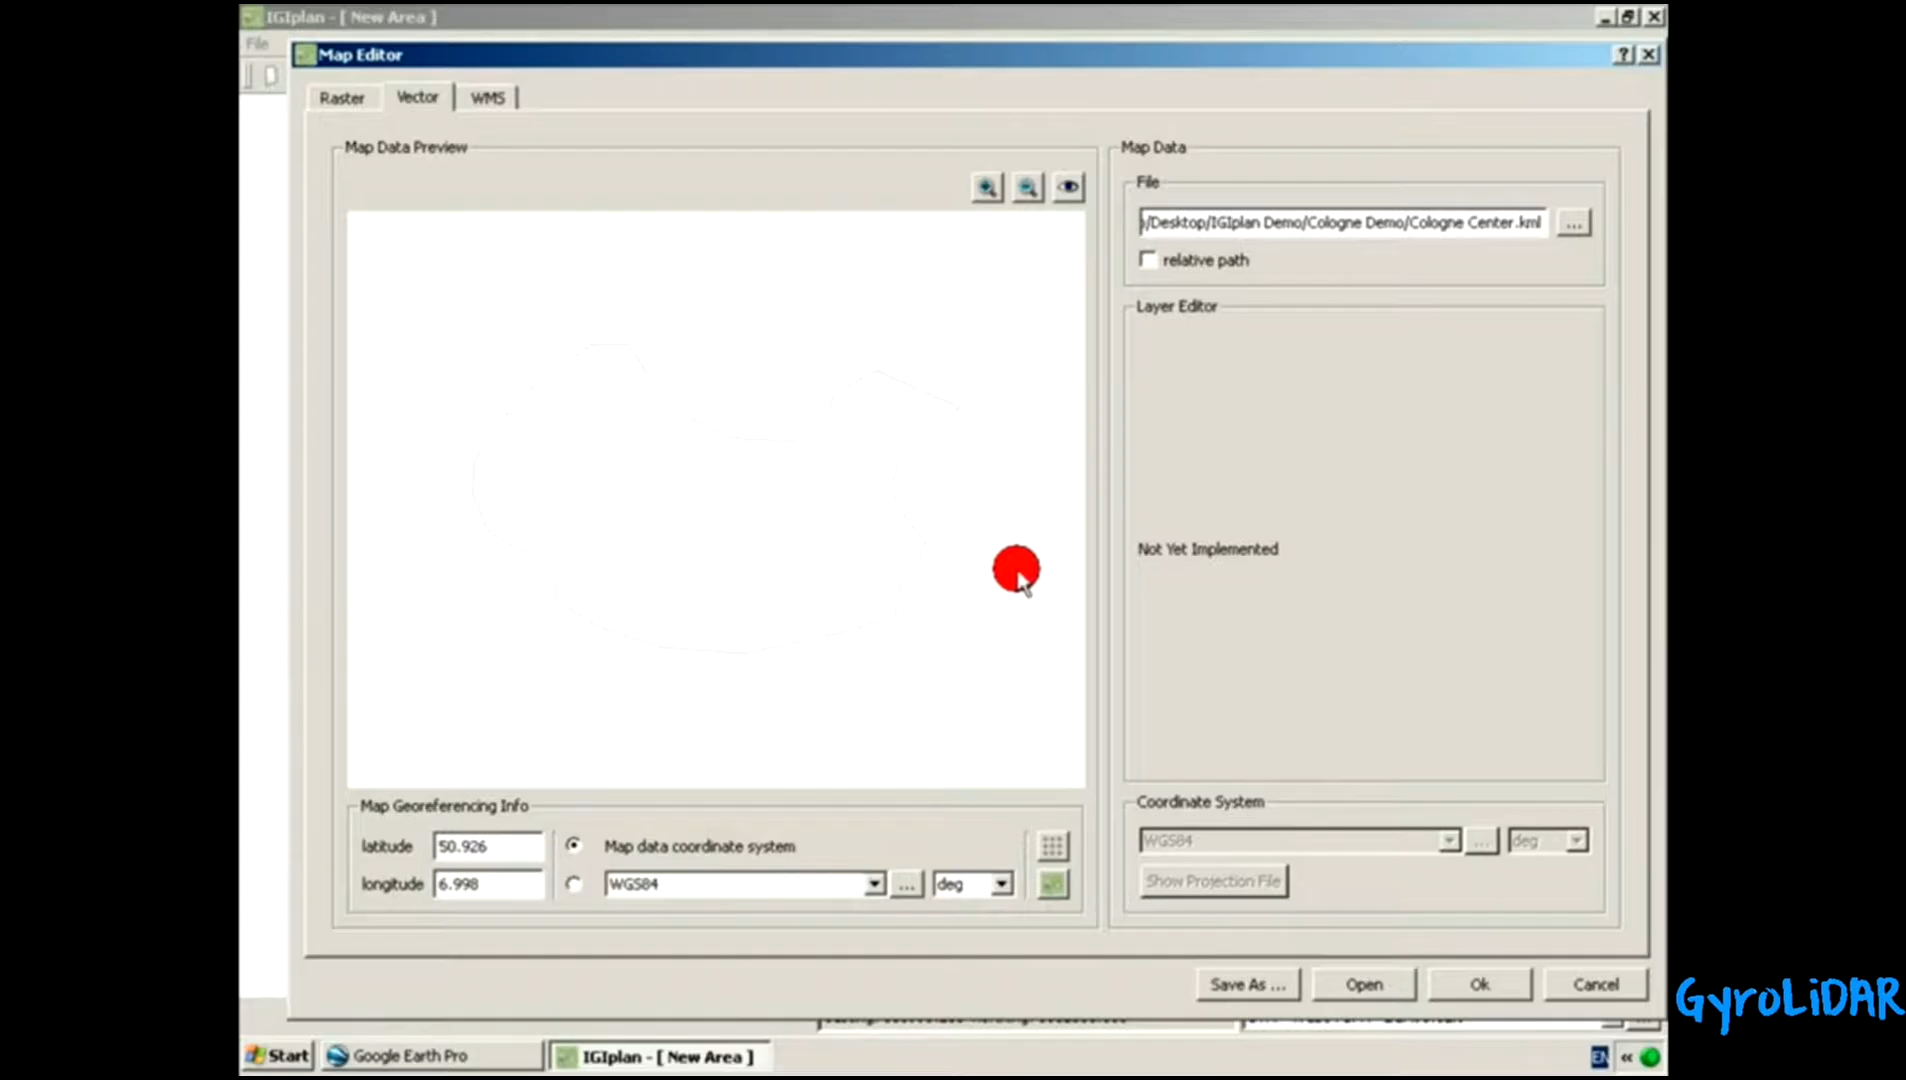 IGIplan - [ New Area ]
File
Map Editor
Raster
Vector
WMS
Map Data Preview
Map Data
File
/Desktop/IGIplan Demo/Cologne Demo/Cologne Center.kml
...
relative path
Layer Editor
Not Yet Implemented
Map Georeferencing Info
latitude 50.926 Map data coordinate system
longitude 6.998 WGS84 ... deg
Coordinate System
WGS84 ... deg
Show Projection File
Save As ...
Open
Ok
Cancel
GyroLiDAR
Start
Google Earth Pro
IGIplan - [ New Area ]
EN
«